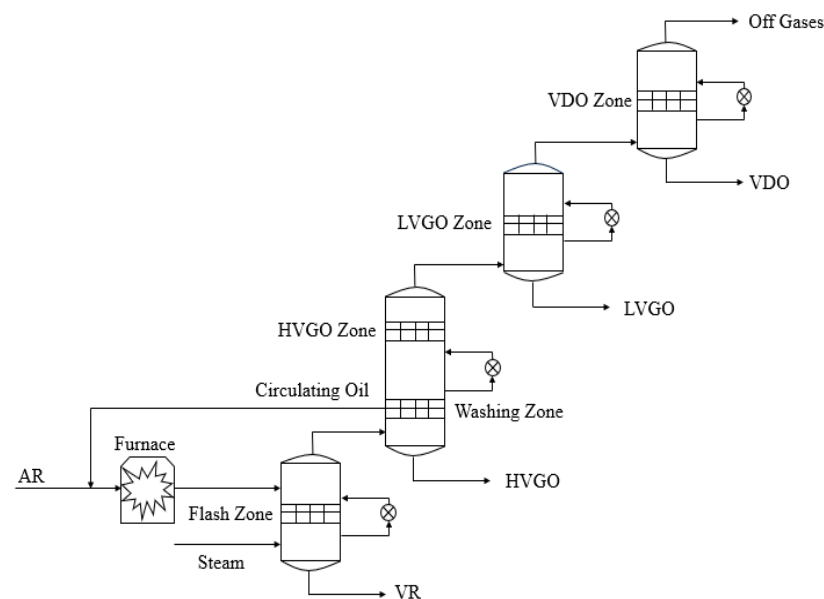 Off Gases
VDO Zone
VDO
LVGO Zone
LVGO
HVGO Zone
Circulating Oil
Washing Zone
Furnace
AR
HVGO
Flash Zone
Steam
VR